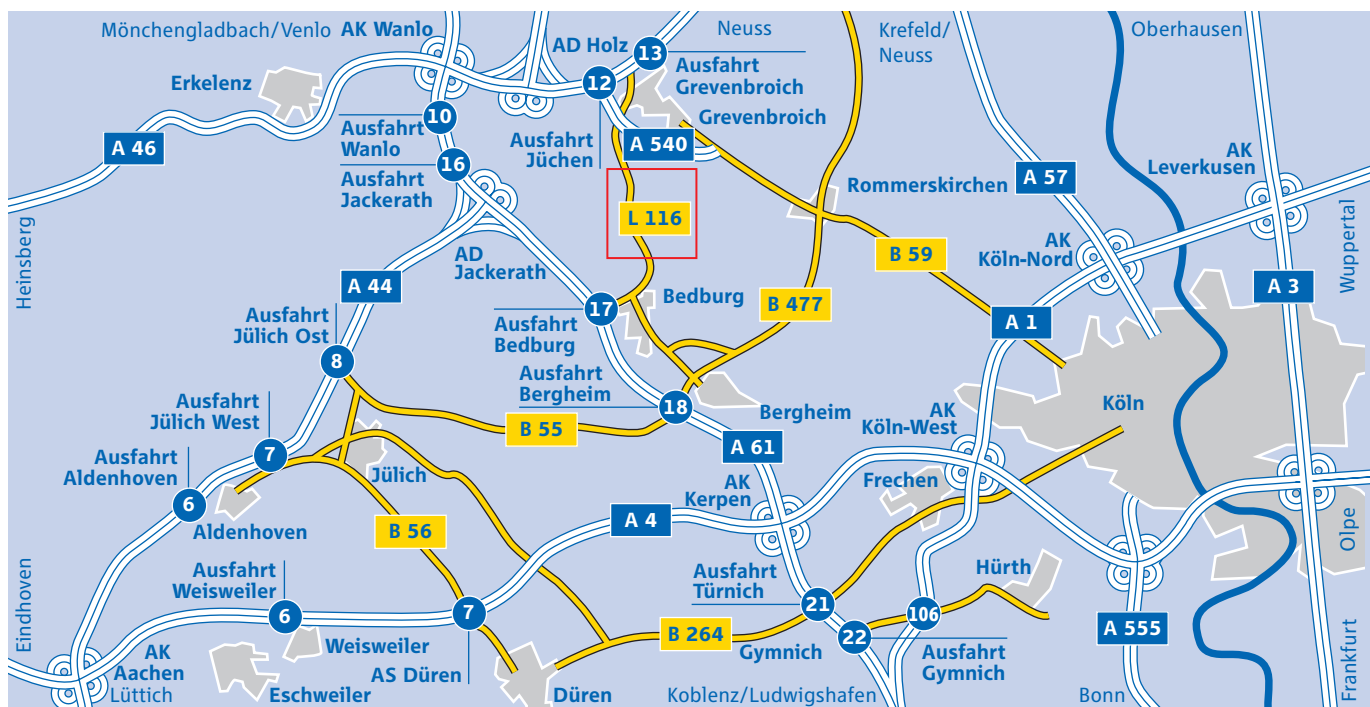 Mönchengladbach/Venlo AK Wanlo
Neuss
Krefeld/
Neuss
Oberhausen
AD Holz
13
Ausfahrt
Grevenbroich
Erkelenz
12
Grevenbroich
10
Ausfahrt
Wanlo
Ausfahrt
Jüchen
A 540
A 46
16
Ausfahrt
Jackerath
Rommerskirchen
A 57
AK
Leverkusen
L 116
Heinsberg
Wuppertal
AD
Jackerath
B 59
AK
Köln-Nord
A 44
A 3
Bedburg
B 477
17
A 1
Ausfahrt
Jülich Ost
Ausfahrt
Bedburg
8
Ausfahrt
Bergheim
18
Bergheim
Köln
Ausfahrt
Jülich West
B 55
AK
Köln-West
A 61
7
Jülich
Ausfahrt
Aldenhoven
AK
Kerpen
Frechen
6
Aldenhoven
B 56
A 4
Olpe
Ausfahrt
Weisweiler
Ausfahrt
Türnich
Hürth
Eindhoven
6
7
21
106
Weisweiler
B 264
22
A 555
AK
Aachen
Lüttich
AS Düren
Gymnich
Ausfahrt
Gymnich
Eschweiler
Düren
Koblenz/Ludwigshafen
Bonn
Frankfurt